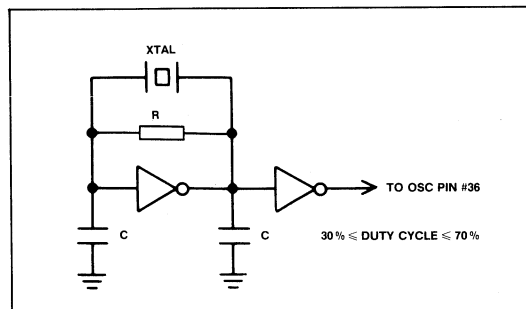 XTAL
R
TO OSC PIN #36
C
C
30% ≤ DUTY CYCLE ≤ 70%